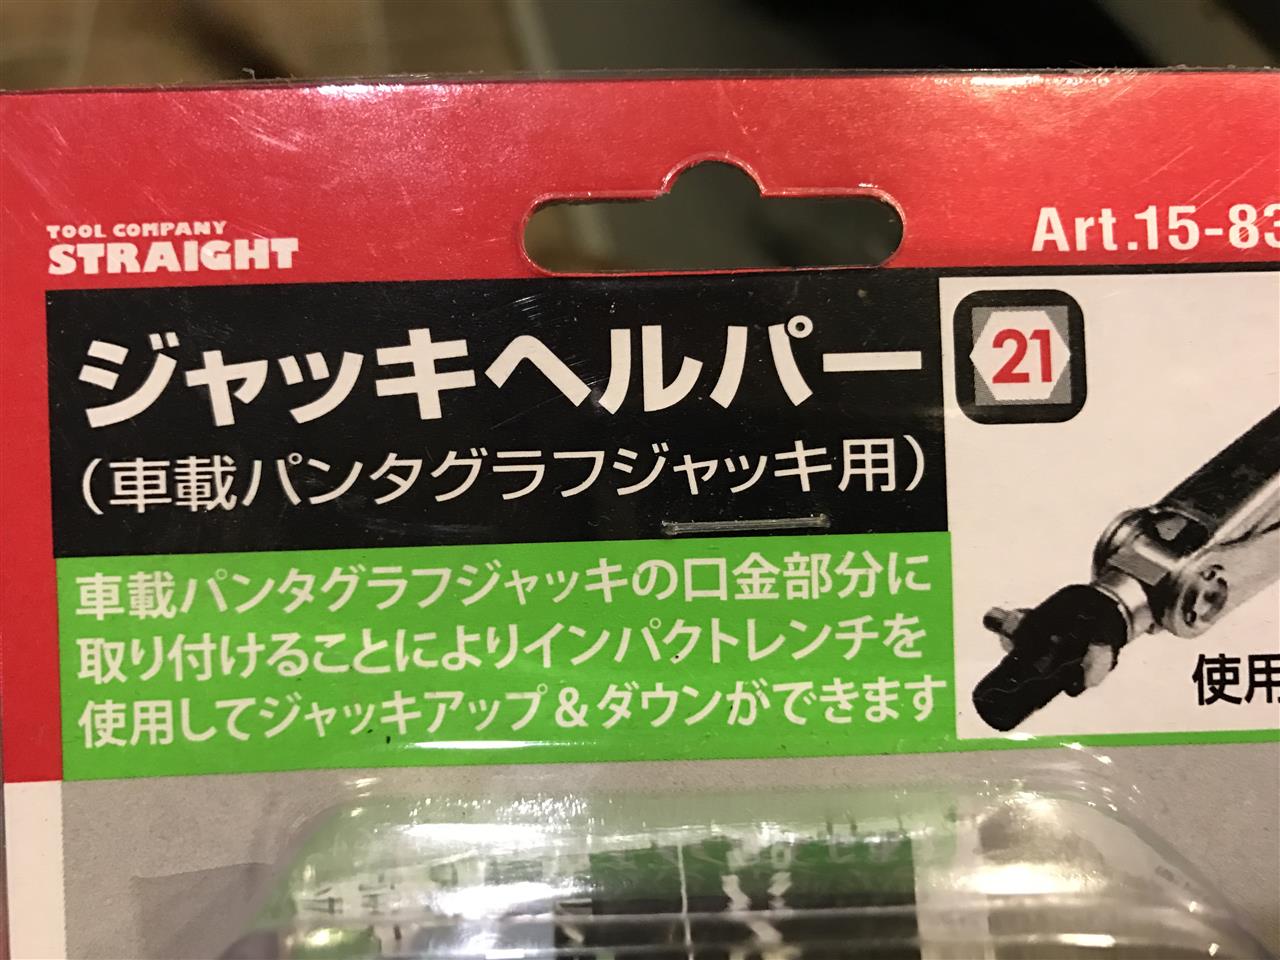 TOOL COMPANY
STRAIGHT
Art.15-83
ジャッキヘルパー
21
（車載パンタグラフジャッキ用）
車載パンタグラフジャッキの口金部分に
取り付けることによりインパクトレンチを
使用してジャッキアップ&ダウンができます
使用